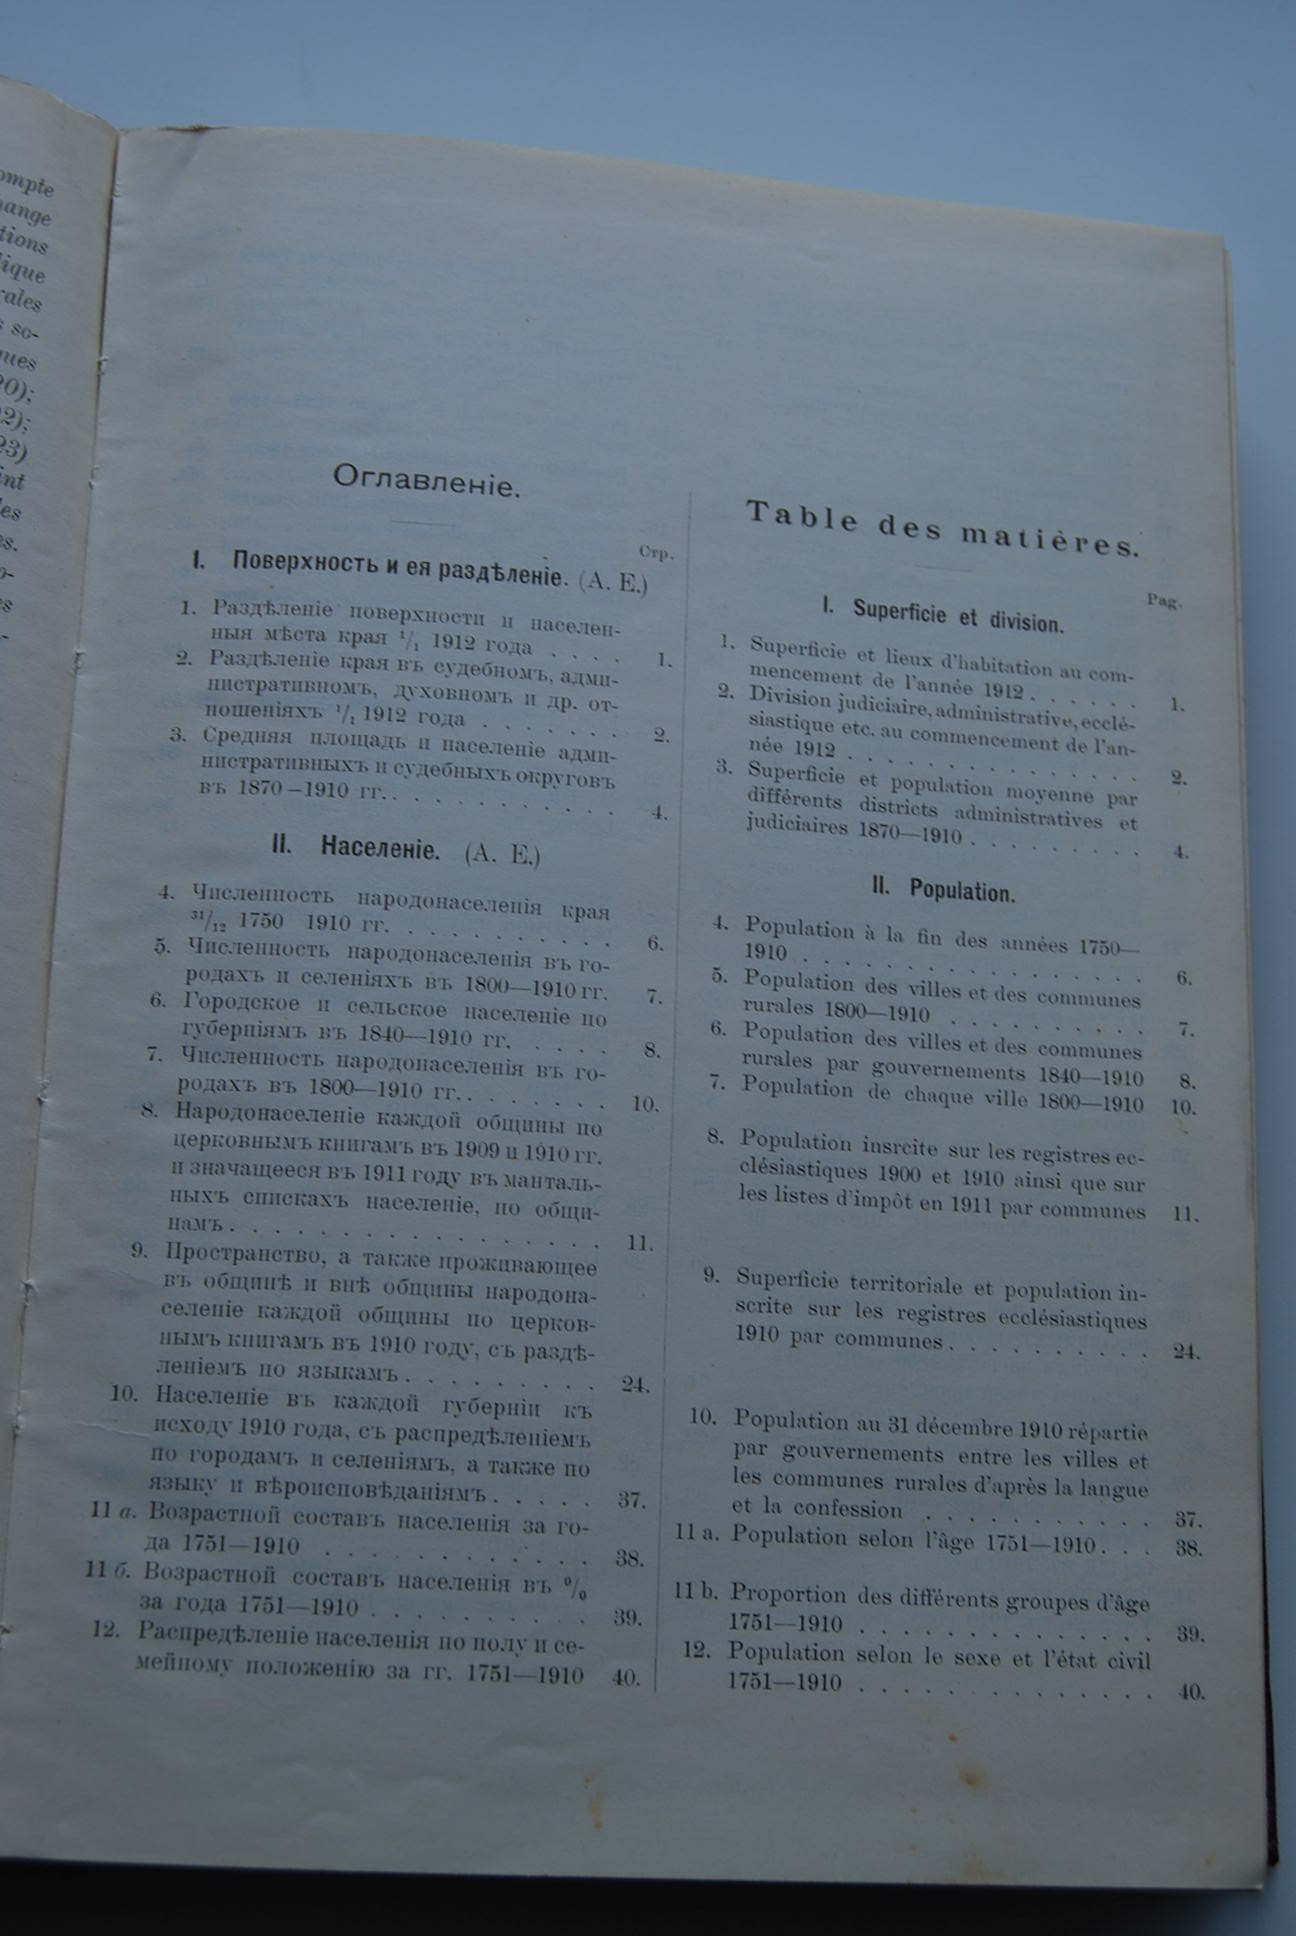 ompte
ange
tions
ique
rales
s so-
ques
20);
22);
23)
int
les
es.
o-
es
-
Оглавленіе.
Стр.
I. Поверхность и ея раздѣленіе. (А. Е.)
1. Раздѣленіе поверхности и населен-
ныя мѣста края 1/1 1912 года . . . . 1.
2. Раздѣленіе края въ судебномъ, адми-
нистративномъ, духовномъ и др. от-
ношеніяхъ 1/1 1912 года . . . . . . . 2.
3. Средняя площадь и населеніе адми-
нистративныхъ и судебныхъ округовъ
въ 1870—1910 гг. . . . . . . . . . . 4.
II. Населеніе. (А. Е.)
4. Численность народонаселенія края
31/12 1750 1910 гг. . . . . . . . . . . 6.
5. Численность народонаселенія въ го-
родахъ и селеніяхъ въ 1800—1910 гг. 7.
6. Городское и сельское населеніе по
губерніямъ въ 1840—1910 гг. . . . . 8.
7. Численность народонаселенія въ го-
родахъ въ 1800—1910 гг. . . . . . . . 10.
8. Народонаселеніе каждой общины по
церковнымъ книгамъ въ 1909 и 1910 гг.
и значащееся въ 1911 году въ манталь-
ныхъ спискахъ населеніе, по общи-
намъ . . . . . . . . . . . . . . . . 11.
9. Пространство, а также проживающее
въ общинѣ и внѣ общины народона-
селеніе каждой общины по церков-
нымъ книгамъ въ 1910 году, съ раздѣ-
леніемъ по языкамъ . . . . . . . . . 24.
10. Населеніе въ каждой губерніи къ
исходу 1910 года, съ распредѣленіемъ
по городамъ и селеніямъ, а также по
языку и вѣроисповѣданіямъ . . . . . 37.
11 а. Возрастной составъ населенія за го-
да 1751—1910 . . . . . . . . . . . . 38.
11 б. Возрастной составъ населенія въ %
за года 1751—1910 . . . . . . . . . . 39.
12. Распредѣленіе населенія по полу и се-
мейному положенію за гг. 1751—1910 40.
Table des matières.
Pag.
I. Superficie et division.
1. Superficie et lieux d'habitation au com-
mencement de l'année 1912 . . . . . . 1.
2. Division judiciaire, administrative, ecclé-
siastique etc. au commencement de l'an-
née 1912 . . . . . . . . . . . . . . 2.
3. Superficie et population moyenne par
différents districts administratives et
judiciaires 1870—1910 . . . . . . . . . 4.
II. Population.
4. Population à la fin des années 1750—
1910 . . . . . . . . . . . . . . . . . 6.
5. Population des villes et des communes
rurales 1800—1910 . . . . . . . . . . 7.
6. Population des villes et des communes
rurales par gouvernements 1840—1910 8.
7. Population de chaque ville 1800—1910 10.
8. Population insrcite sur les registres ec-
clésiastiques 1900 et 1910 ainsi que sur
les listes d'impôt en 1911 par communes 11.
9. Superficie territoriale et population in-
scrite sur les registres ecclésiastiques
1910 par communes . . . . . . . . . . 24.
10. Population au 31 décembre 1910 répartie
par gouvernements entre les villes et
les communes rurales d'après la langue
et la confession . . . . . . . . . . . 37.
11 a. Population selon l'âge 1751—1910 . . . 38.
11 b. Proportion des différents groupes d'âge
1751—1910 . . . . . . . . . . . . . . 39.
12. Population selon le sexe et l'état civil
1751—1910 . . . . . . . . . . . . . . 40.